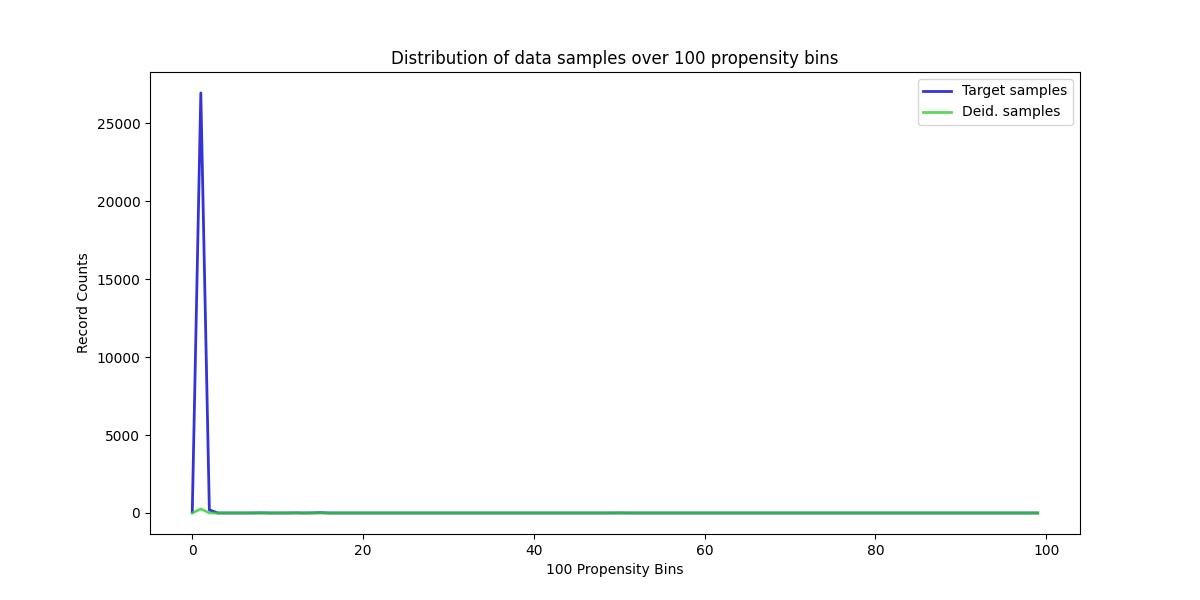 Distribution of data samples over 100 propensity bins
Target samples
Deid. samples
25000
20000
15000
10000
5000
0
Record Counts
0 20 40 60 80 100
100 Propensity Bins